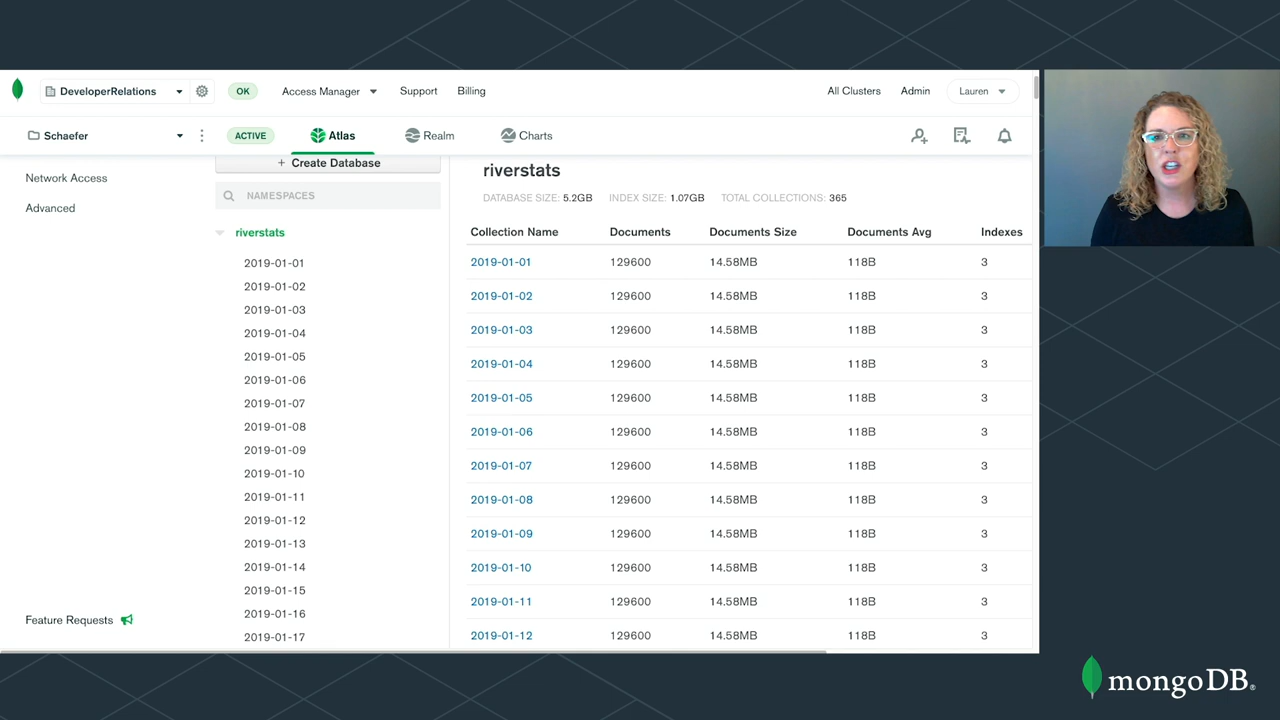 DeveloperRelations
OK
Access Manager
Support
Billing
All Clusters
Admin
Lauren
Schaefer
ACTIVE
Atlas
Realm
Charts
Network Access
Advanced
Feature Requests
+ Create Database
NAMESPACES
riverstats
2019-01-01
2019-01-02
2019-01-03
2019-01-04
2019-01-05
2019-01-06
2019-01-07
2019-01-08
2019-01-09
2019-01-10
2019-01-11
2019-01-12
2019-01-13
2019-01-14
2019-01-15
2019-01-16
2019-01-17
riverstats
DATABASE SIZE: 5.2GB INDEX SIZE: 1.07GB TOTAL COLLECTIONS: 365
Collection Name Documents Documents Size Documents Avg Indexes
2019-01-01 129600 14.58MB 118B 3
2019-01-02 129600 14.58MB 118B 3
2019-01-03 129600 14.58MB 118B 3
2019-01-04 129600 14.58MB 118B 3
2019-01-05 129600 14.58MB 118B 3
2019-01-06 129600 14.58MB 118B 3
2019-01-07 129600 14.58MB 118B 3
2019-01-08 129600 14.58MB 118B 3
2019-01-09 129600 14.58MB 118B 3
2019-01-10 129600 14.58MB 118B 3
2019-01-11 129600 14.58MB 118B 3
2019-01-12 129600 14.58MB 118B 3
mongoDB®